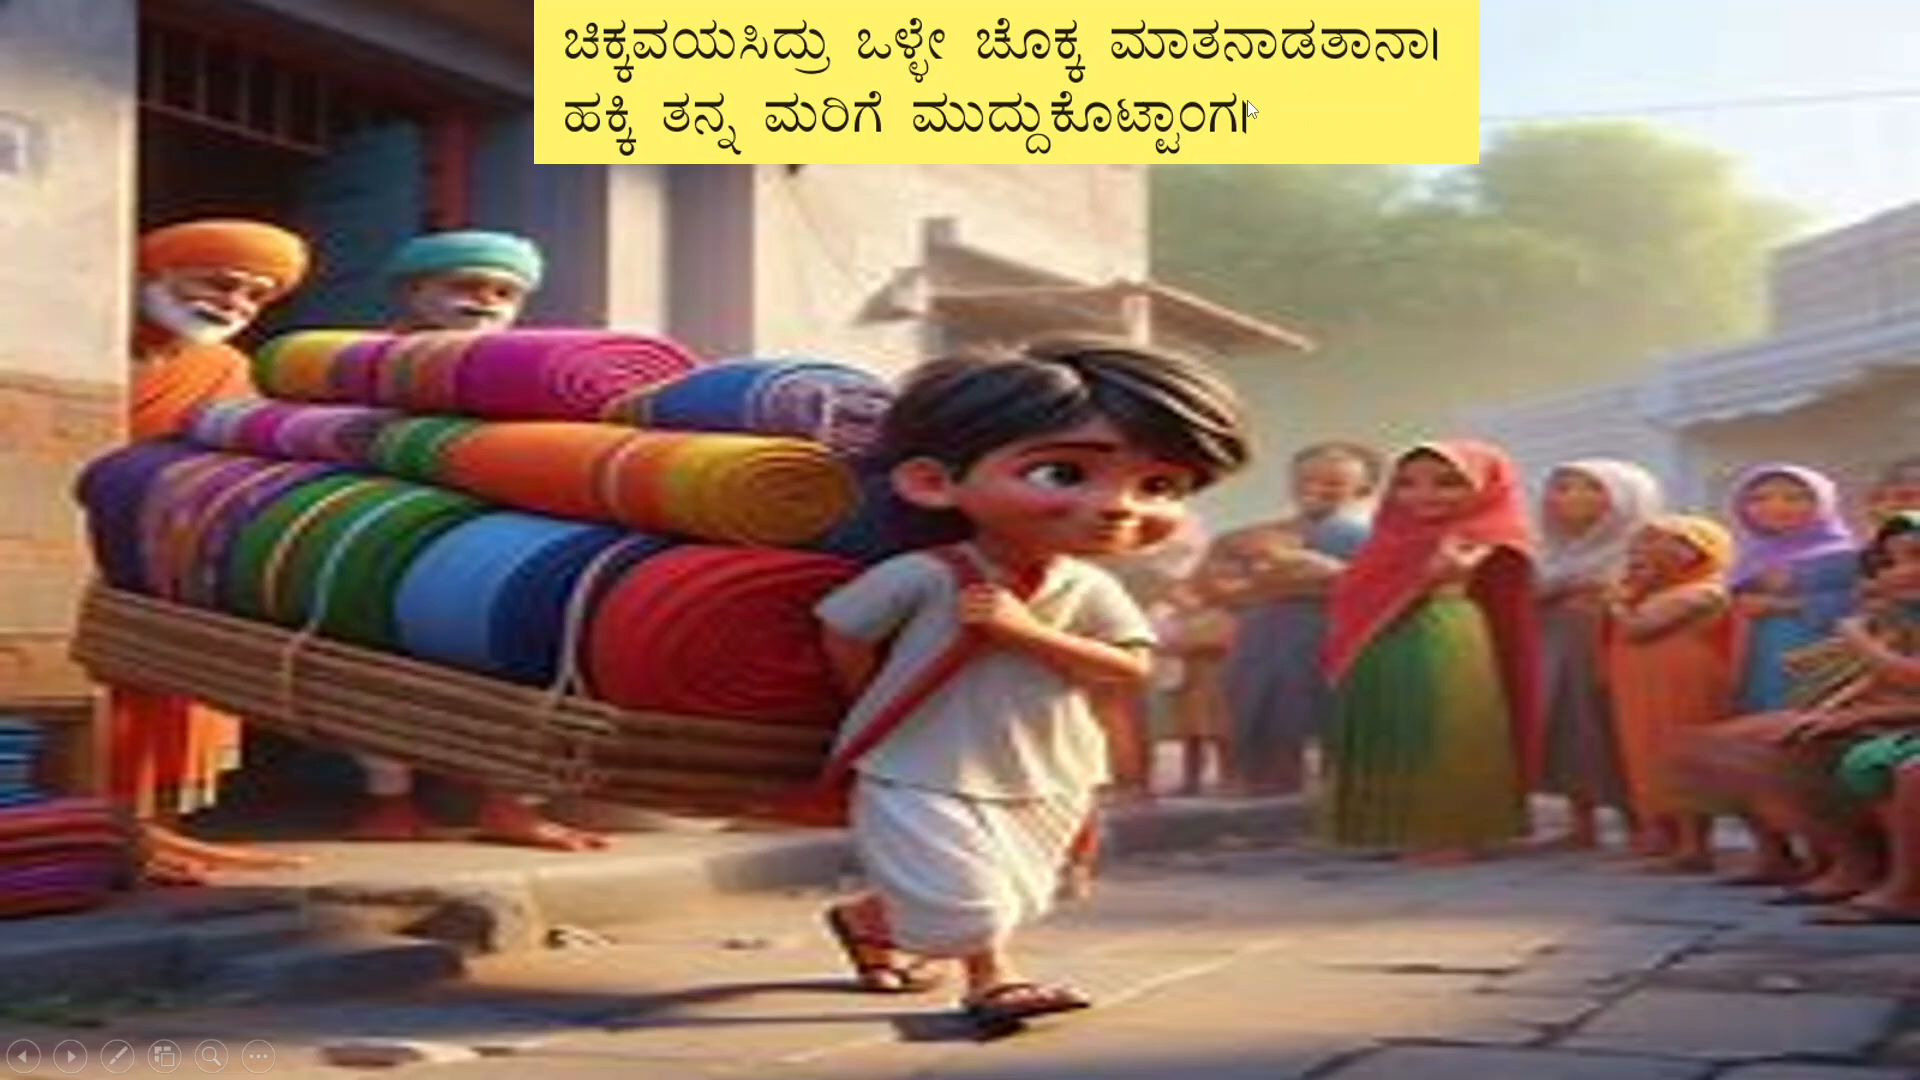 ಚಿಕ್ಕವಯಸಿದ್ರು ಒಳ್ಳೇ ಚೊಕ್ಕ ಮಾತನಾಡತಾನಾ।
ಹಕ್ಕಿ ತನ್ನ ಮರಿಗೆ ಮುದ್ದುಕೊಟ್ಟಾಂಗ।